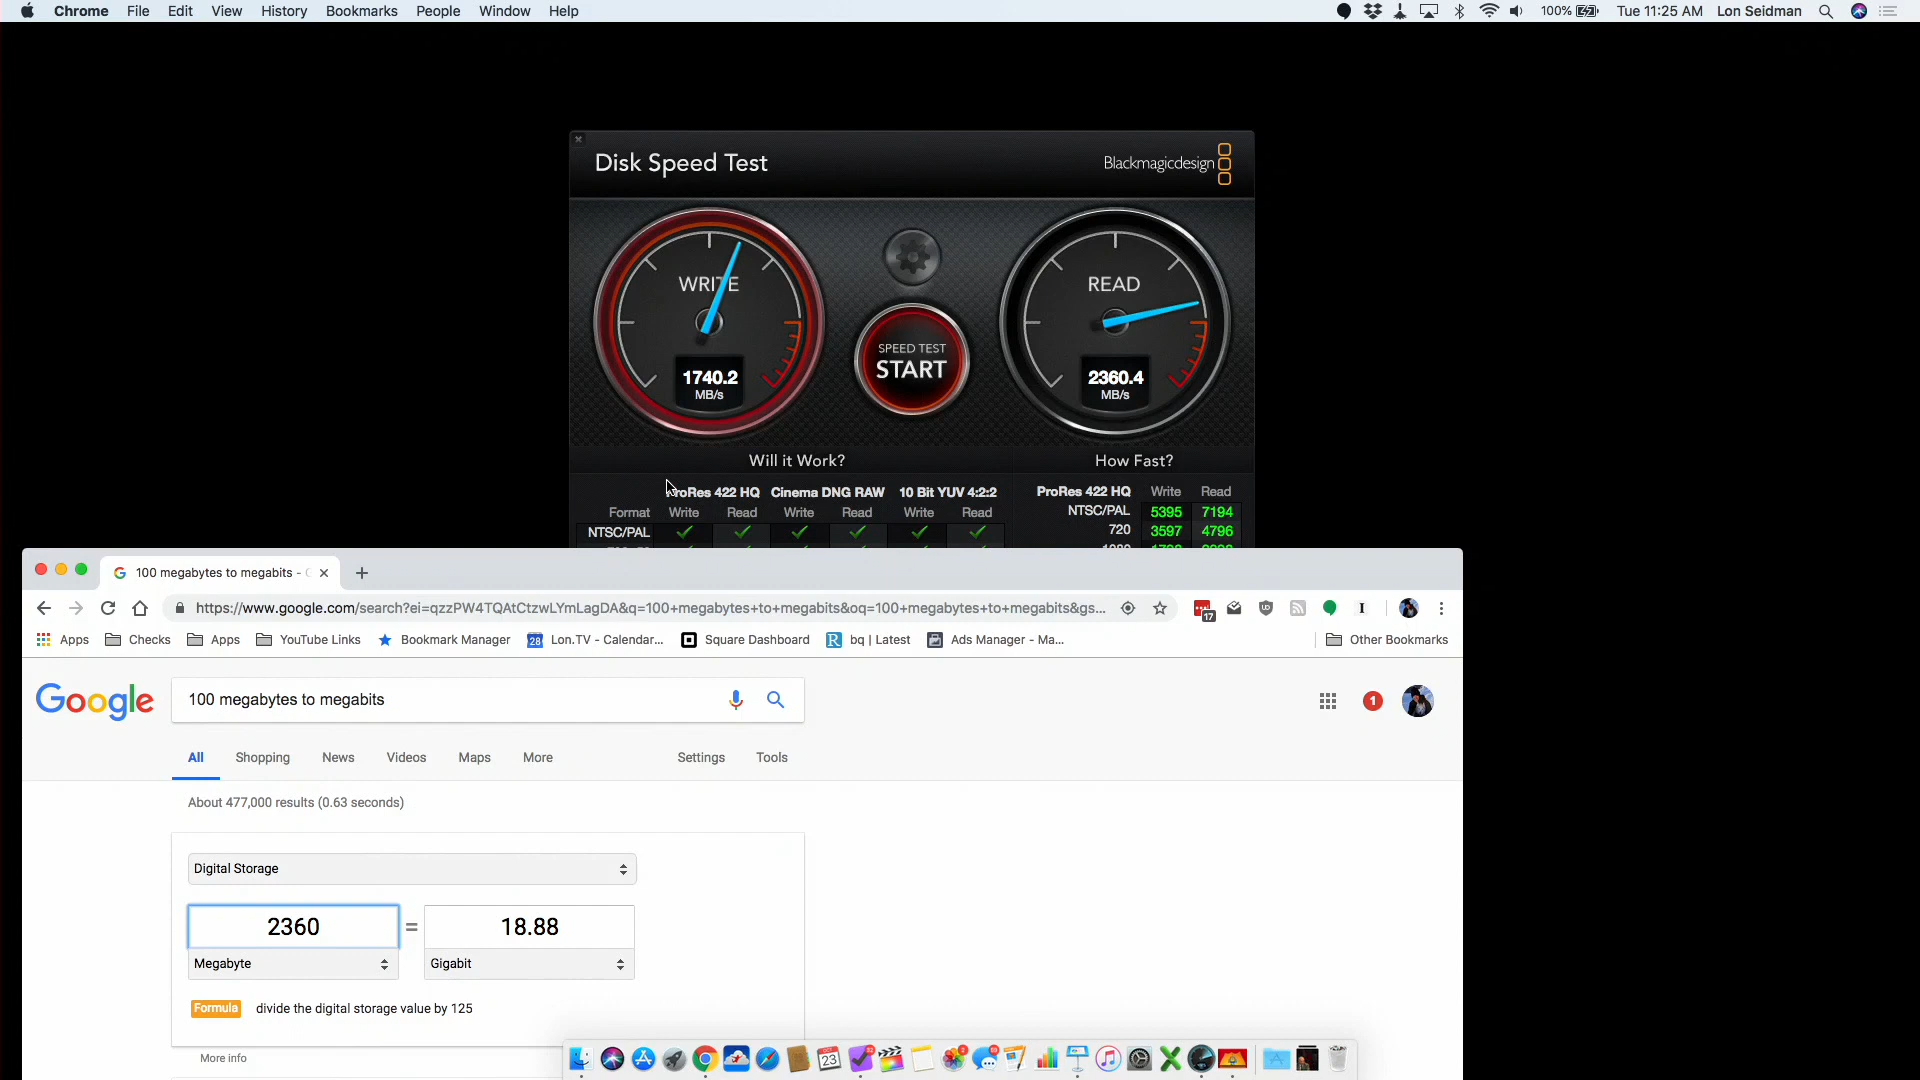 Chrome File Edit View History Bookmarks People Window Help
100% Tue 11:25 AM Lon Seidman
Disk Speed Test
Blackmagicdesign
WRITE
1740.2
MB/s
SPEED TEST
START
READ
2360.4
MB/s
Will it Work?
How Fast?
ProRes 422 HQ Cinema DNG RAW 10 Bit YUV 4:2:2
Format Write Read Write Read Write Read
NTSC/PAL
ProRes 422 HQ Write Read
NTSC/PAL 5395 7194
720 3597 4796
100 megabytes to megabits -
https://www.google.com/search?ei=qzzPW4TQAtCtzwLYmLagDA&q=100+megabytes+to+megabits&oq=100+megabytes+to+megabits&gs...
17
Apps Checks Apps YouTube Links Bookmark Manager 28 Lon.TV - Calendar... Square Dashboard R bq | Latest Ads Manager - Ma... Other Bookmarks
Google
100 megabytes to megabits
1
All Shopping News Videos Maps More Settings Tools
About 477,000 results (0.63 seconds)
Digital Storage
2360 = 18.88
Megabyte Gigabit
Formula divide the digital storage value by 125
More info
23